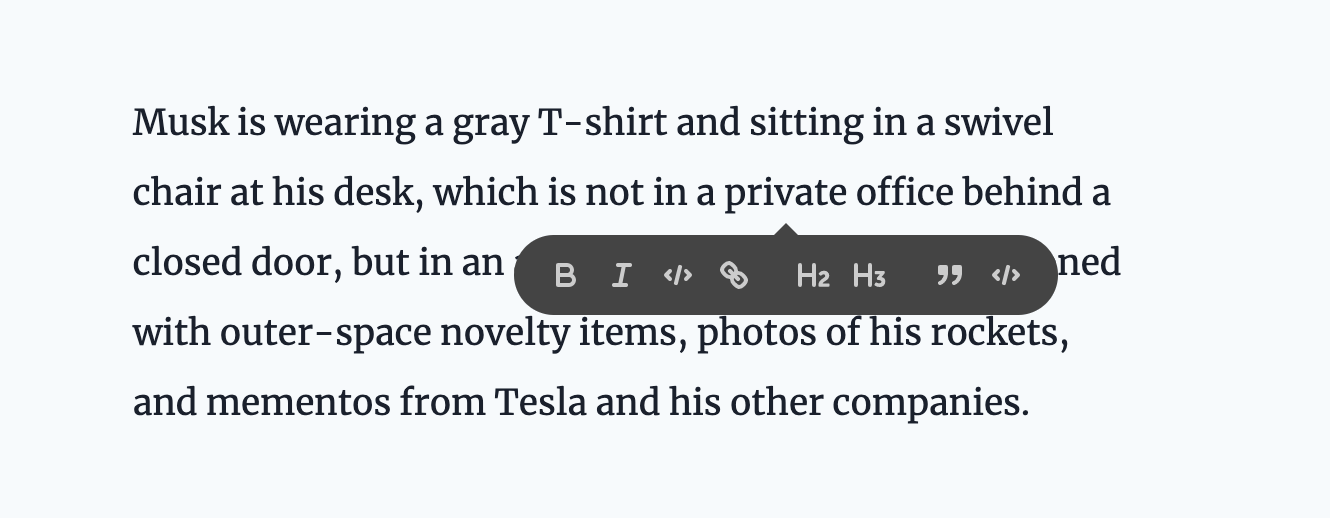 Musk is wearing a gray T-shirt and sitting in a swivel
chair at his desk, which is not in a private office behind a
closed door, but in an
B I </> H2 H3 ” </>
with outer-space novelty items, photos of his rockets,
and mementos from Tesla and his other companies.